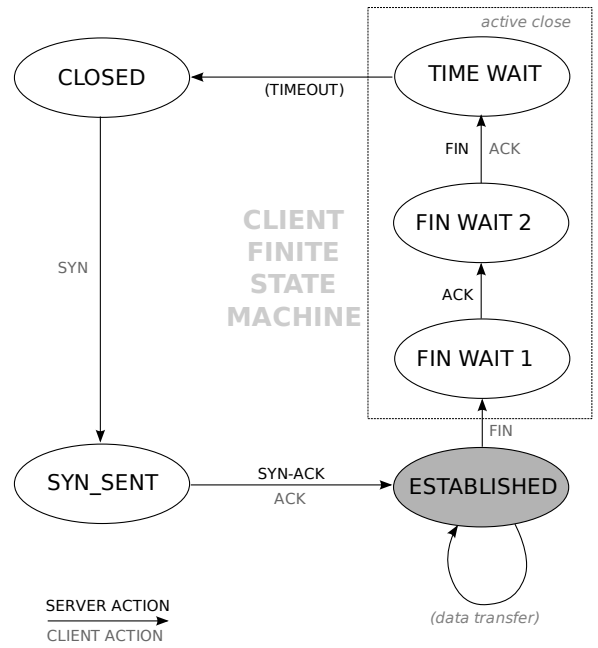 active close
CLOSED
TIME WAIT
(TIMEOUT)
FIN ACK
CLIENT
FINITE
STATE
MACHINE
FIN WAIT 2
SYN
ACK
FIN WAIT 1
FIN
SYN_SENT
SYN-ACK
ACK
ESTABLISHED
(data transfer)
SERVER ACTION
CLIENT ACTION